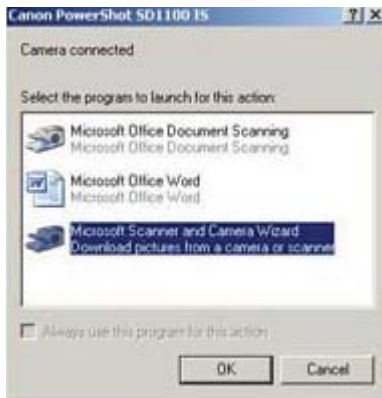 Canon PowerShot SD1100 IS
Camera connected
Select the program to launch for this action:
Microsoft Office Document Scanning
Microsoft Office Document Scanning
Microsoft Office Word
Microsoft Office Word
Microsoft Scanner and Camera Wizard
Download pictures from a camera or scanner
Always use this program for this action
OK Cancel